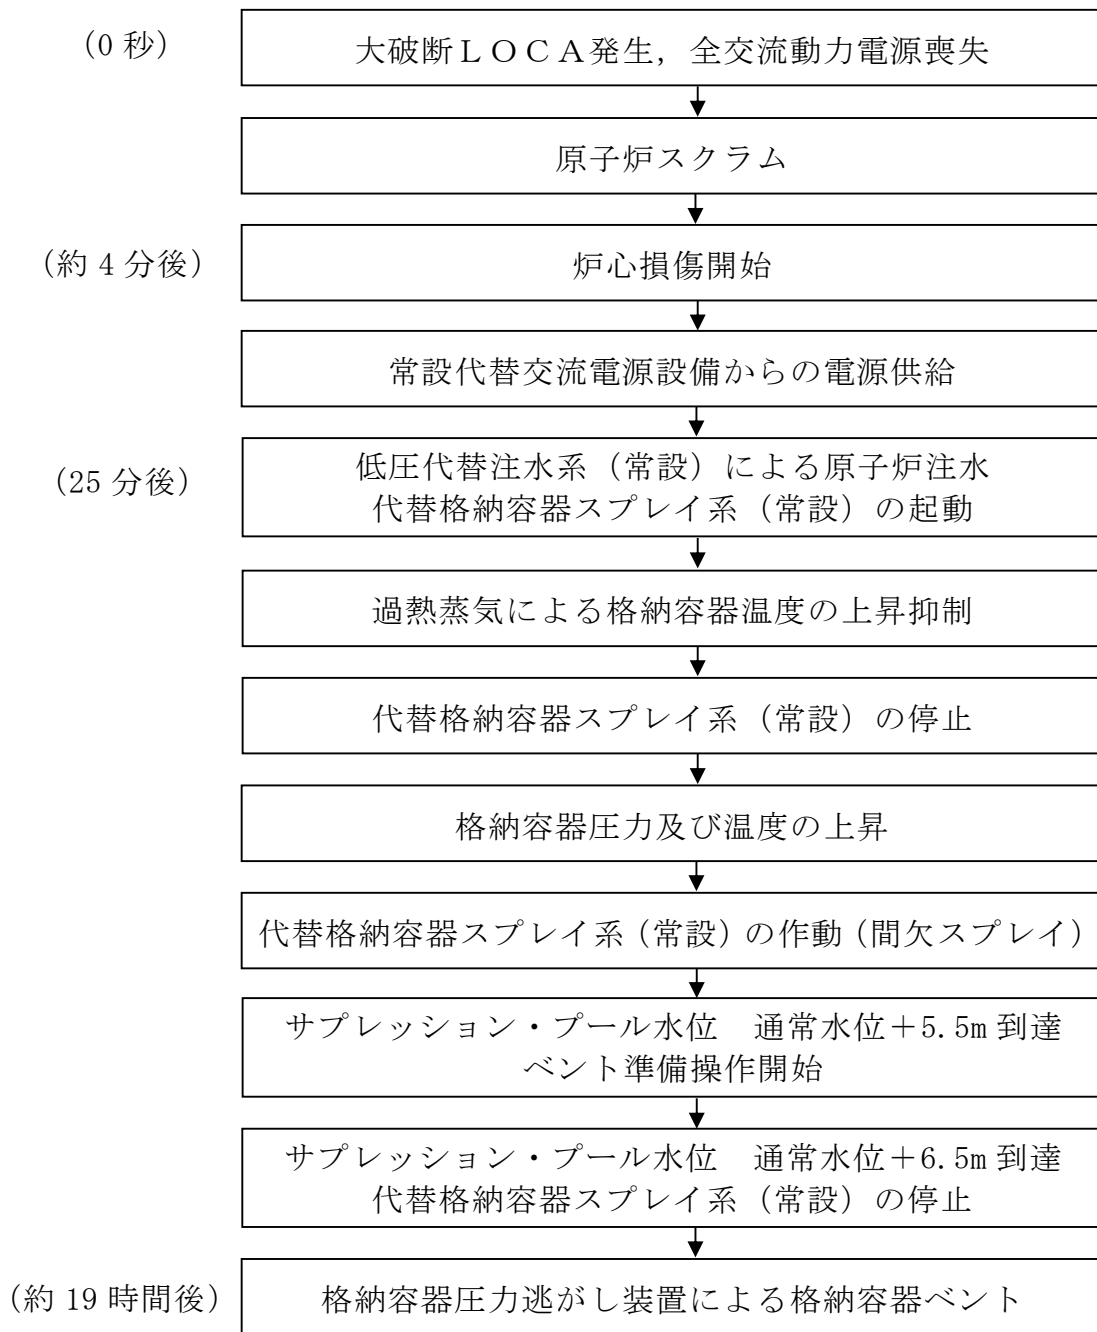 (0 秒)
大破断ＬＯＣＡ発生，全交流動力電源喪失
原子炉スクラム
(約 4 分後)
炉心損傷開始
常設代替交流電源設備からの電源供給
(25 分後)
低圧代替注水系（常設）による原子炉注水
代替格納容器スプレイ系（常設）の起動
過熱蒸気による格納容器温度の上昇抑制
代替格納容器スプレイ系（常設）の停止
格納容器圧力及び温度の上昇
代替格納容器スプレイ系（常設）の作動（間欠スプレイ）
サプレッション・プール水位　通常水位＋5.5m 到達
ベント準備操作開始
サプレッション・プール水位　通常水位＋6.5m 到達
代替格納容器スプレイ系（常設）の停止
(約 19 時間後)
格納容器圧力逃がし装置による格納容器ベント